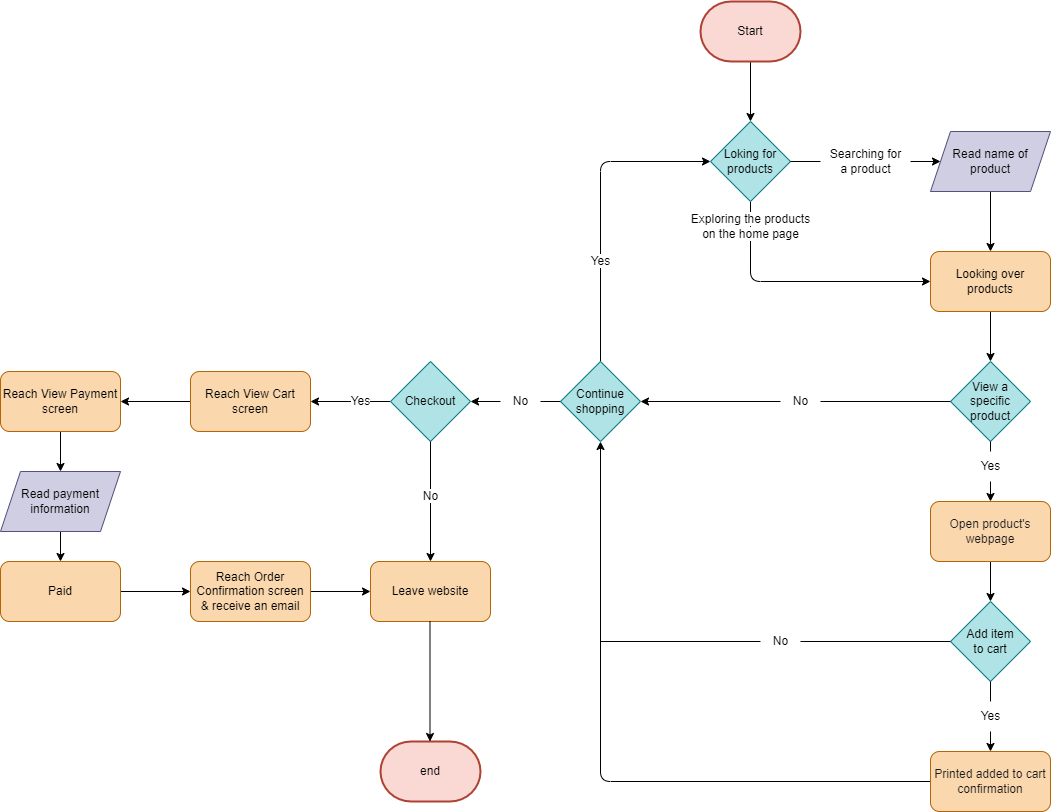 Start
Loking for
products
Searching for
a product
Read name of
product
Exploring the products
on the home page
Yes
Looking over
products
Reach View Payment
screen
Reach View Cart
screen
Yes
Checkout
No
Continue
shopping
No
View a
specific
product
Yes
Read payment
information
No
Open product's
webpage
Paid
Reach Order
Confirmation screen
& receive an email
Leave website
No
Add item
to cart
Yes
end
Printed added to cart
confirmation